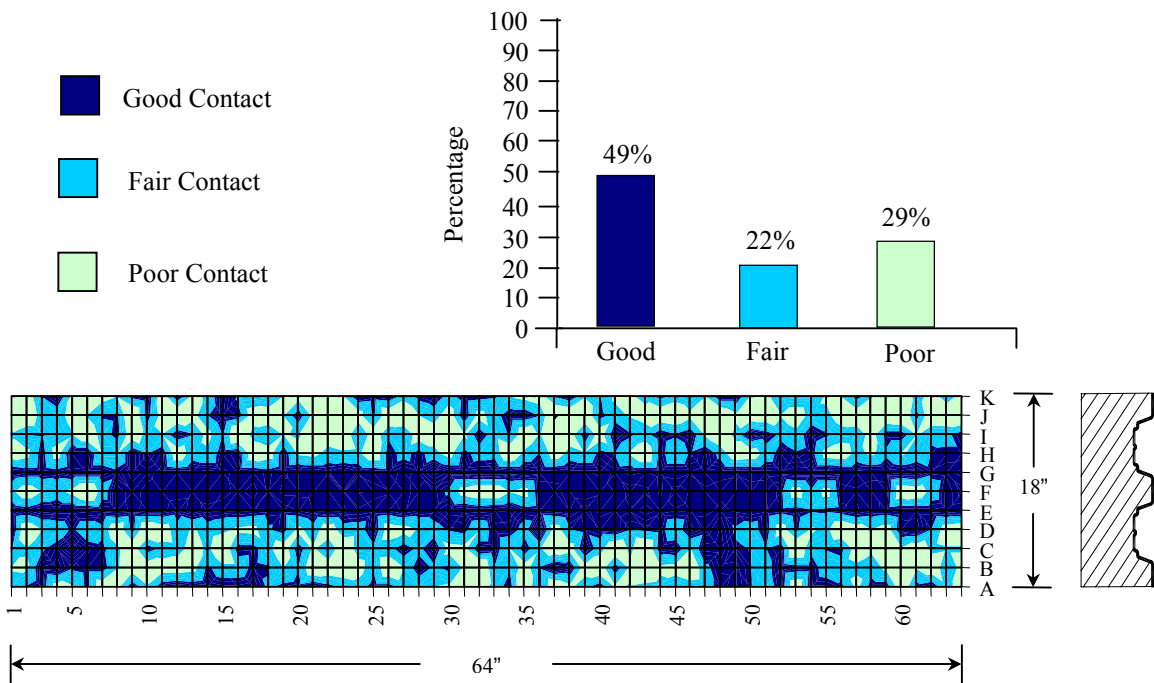 Good Contact
Fair Contact
Poor Contact
Percentage
100
90
80
70
60
50
40
30
20
10
0
49%
22%
29%
Good Fair Poor
K
J
I
H
G
F
E
D
C
B
A
1 5 10 15 20 25 30 35 40 45 50 55 60
64”
18”